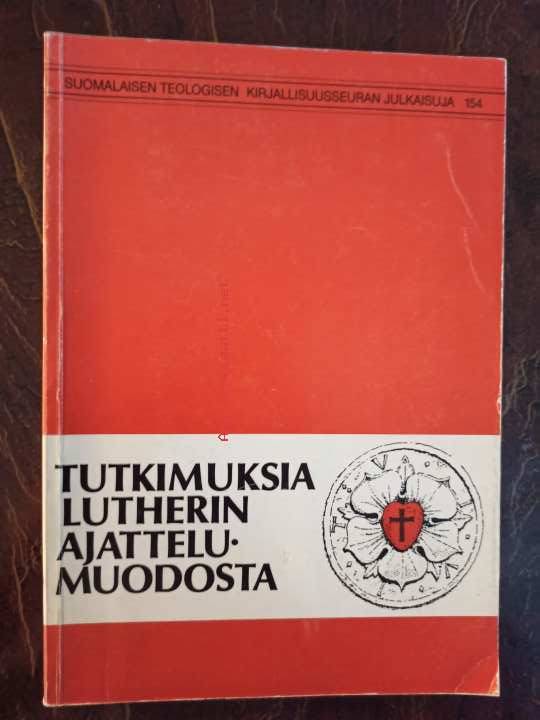 SUOMALAISEN TEOLOGISEN KIRJALLISUUSSEURAN JULKAISUJA 154
TUTKIMUKSIA
LUTHERIN
AJATTELU-
MUODOSTA